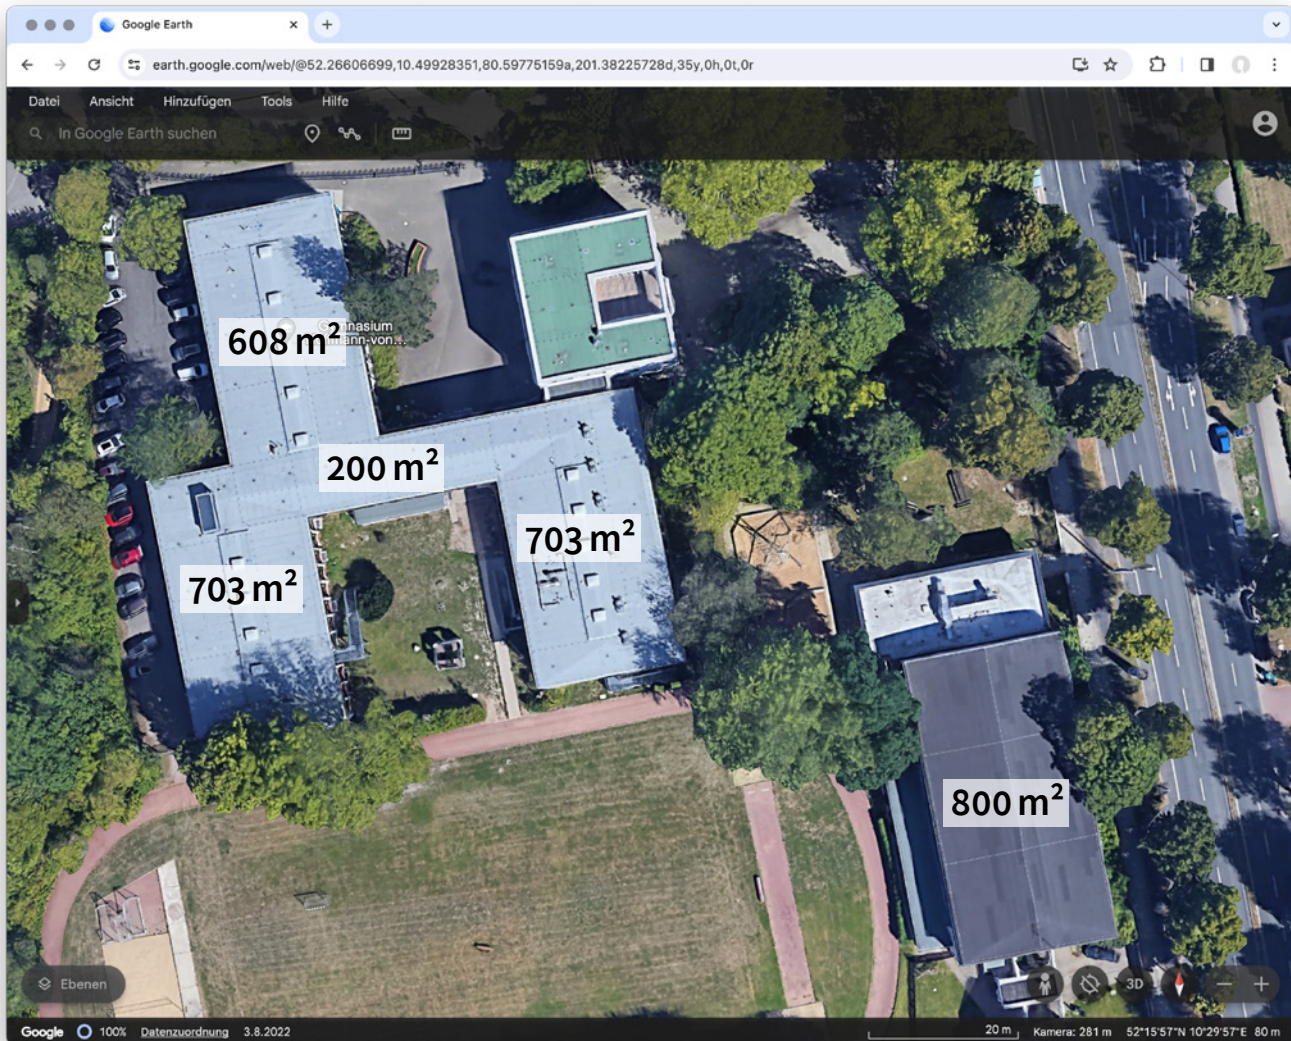 Google Earth
earth.google.com/web/@52.26606699,10.49928351,80.59775159a,201.38225728d,35y,0h,0t,0r
Datei Ansicht Hinzufügen Tools Hilfe
In Google Earth suchen
608 m²
200 m²
703 m²
703 m²
800 m²
Ebenen
3D
Google 100% Datenzuordnung 3.8.2022 20 m Kamera: 281 m 52°15'57"N 10°29'57"E 80 m